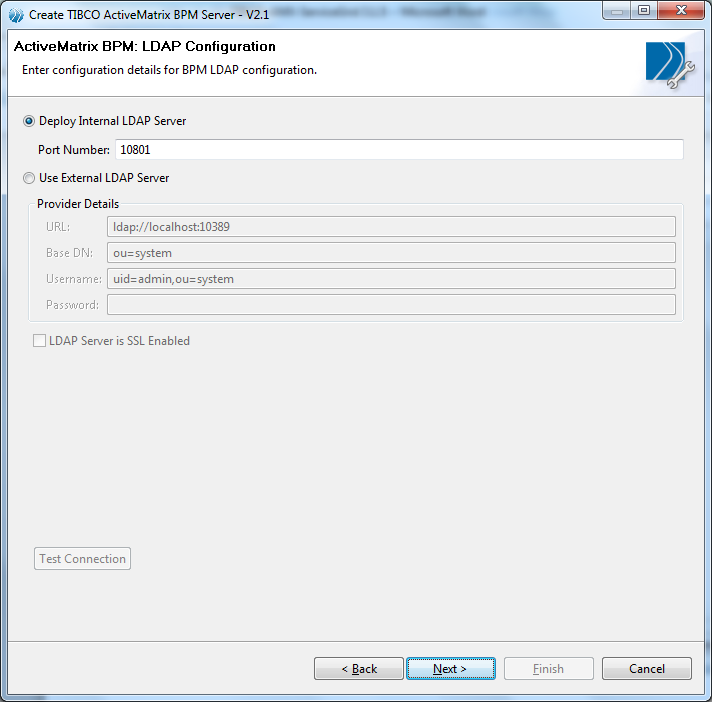 Create TIBCO ActiveMatrix BPM Server - V2.1
ActiveMatrix BPM: LDAP Configuration
Enter configuration details for BPM LDAP configuration.
Deploy Internal LDAP Server
Port Number: 10801
Use External LDAP Server
Provider Details
URL: ldap://localhost:10389
Base DN: ou=system
Username: uid=admin,ou=system
Password:
LDAP Server is SSL Enabled
Test Connection
< Back Next > Finish Cancel